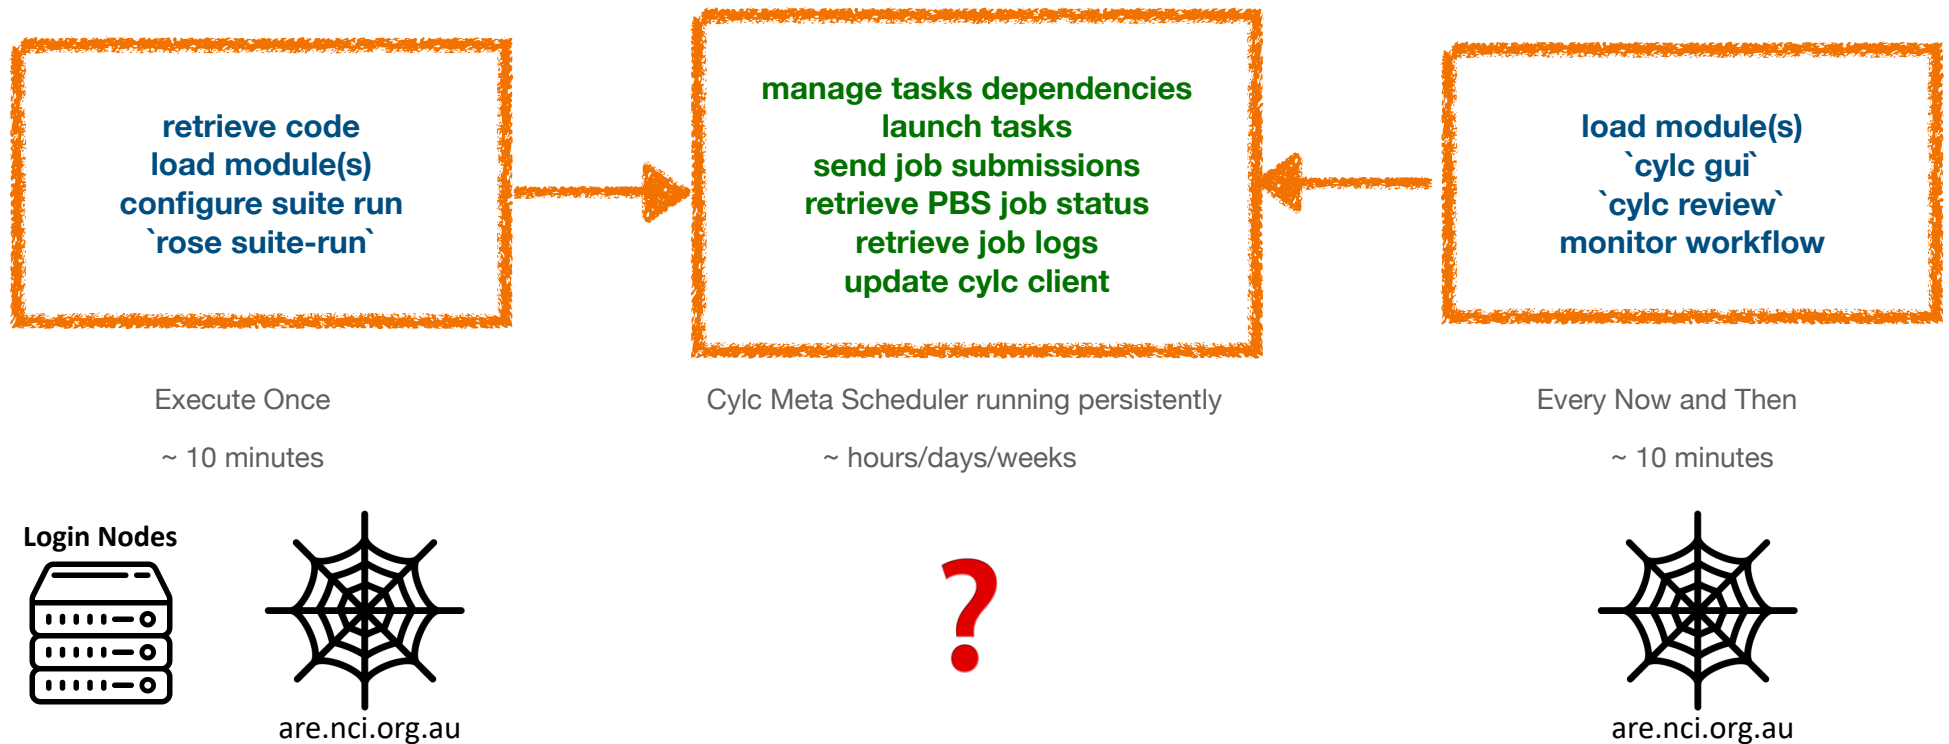 retrieve code
load module(s)
configure suite run
`rose suite-run`
manage tasks dependencies
launch tasks
send job submissions
retrieve PBS job status
retrieve job logs
update cylc client
load module(s)
`cylc gui`
`cylc review`
monitor workflow
Execute Once
~ 10 minutes
Cylc Meta Scheduler running persistently
~ hours/days/weeks
Every Now and Then
~ 10 minutes
Login Nodes
are.nci.org.au
?
are.nci.org.au